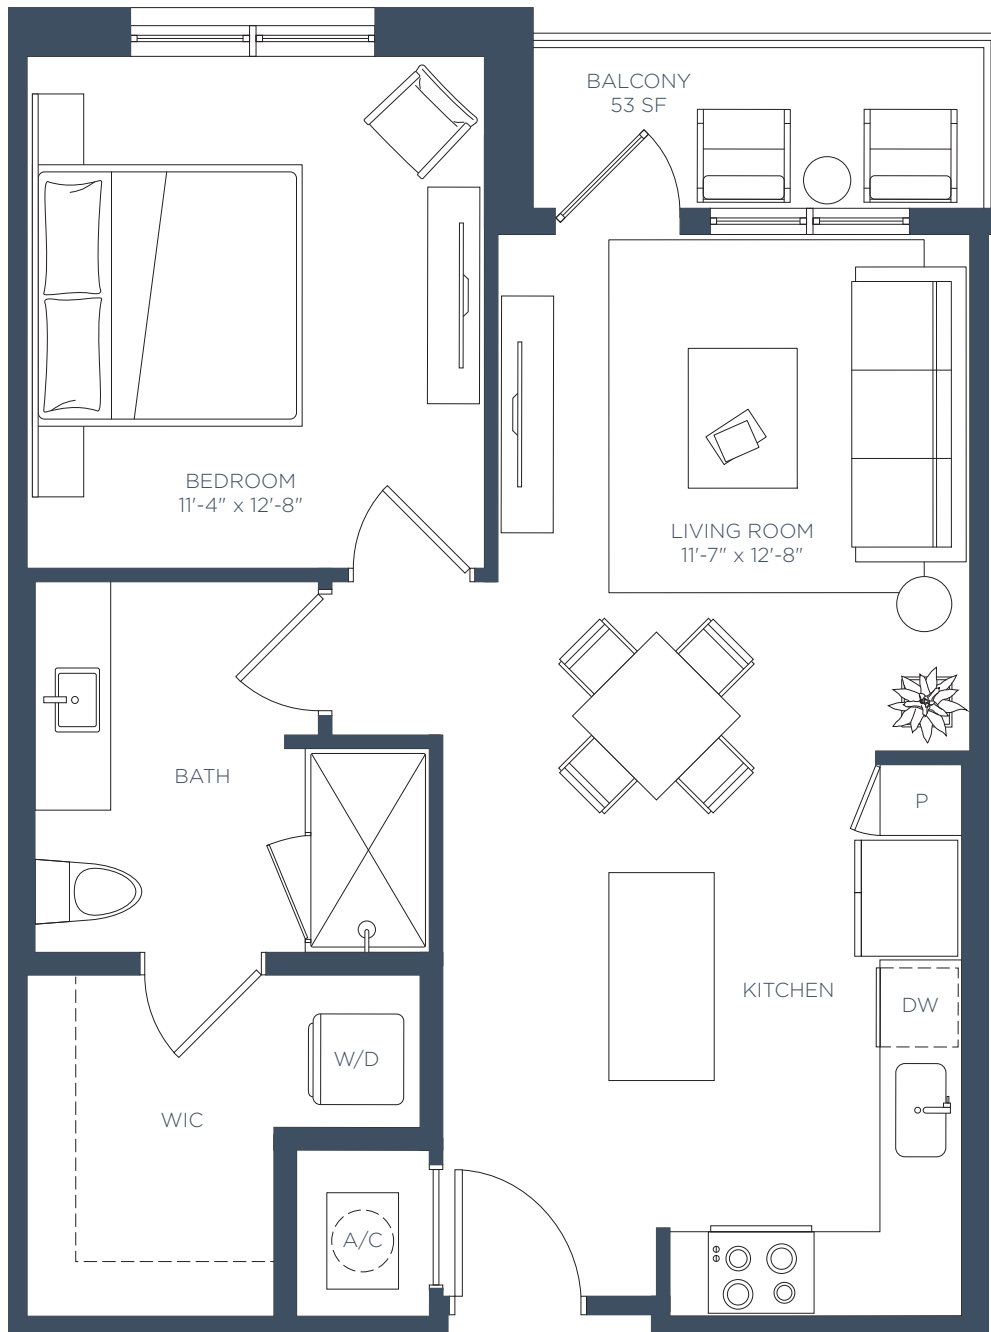 BALCONY
53 SF
BEDROOM
11'-4" x 12'-8"
LIVING ROOM
11'-7" x 12'-8"
BATH
P
KITCHEN
DW
W/D
WIC
A/C